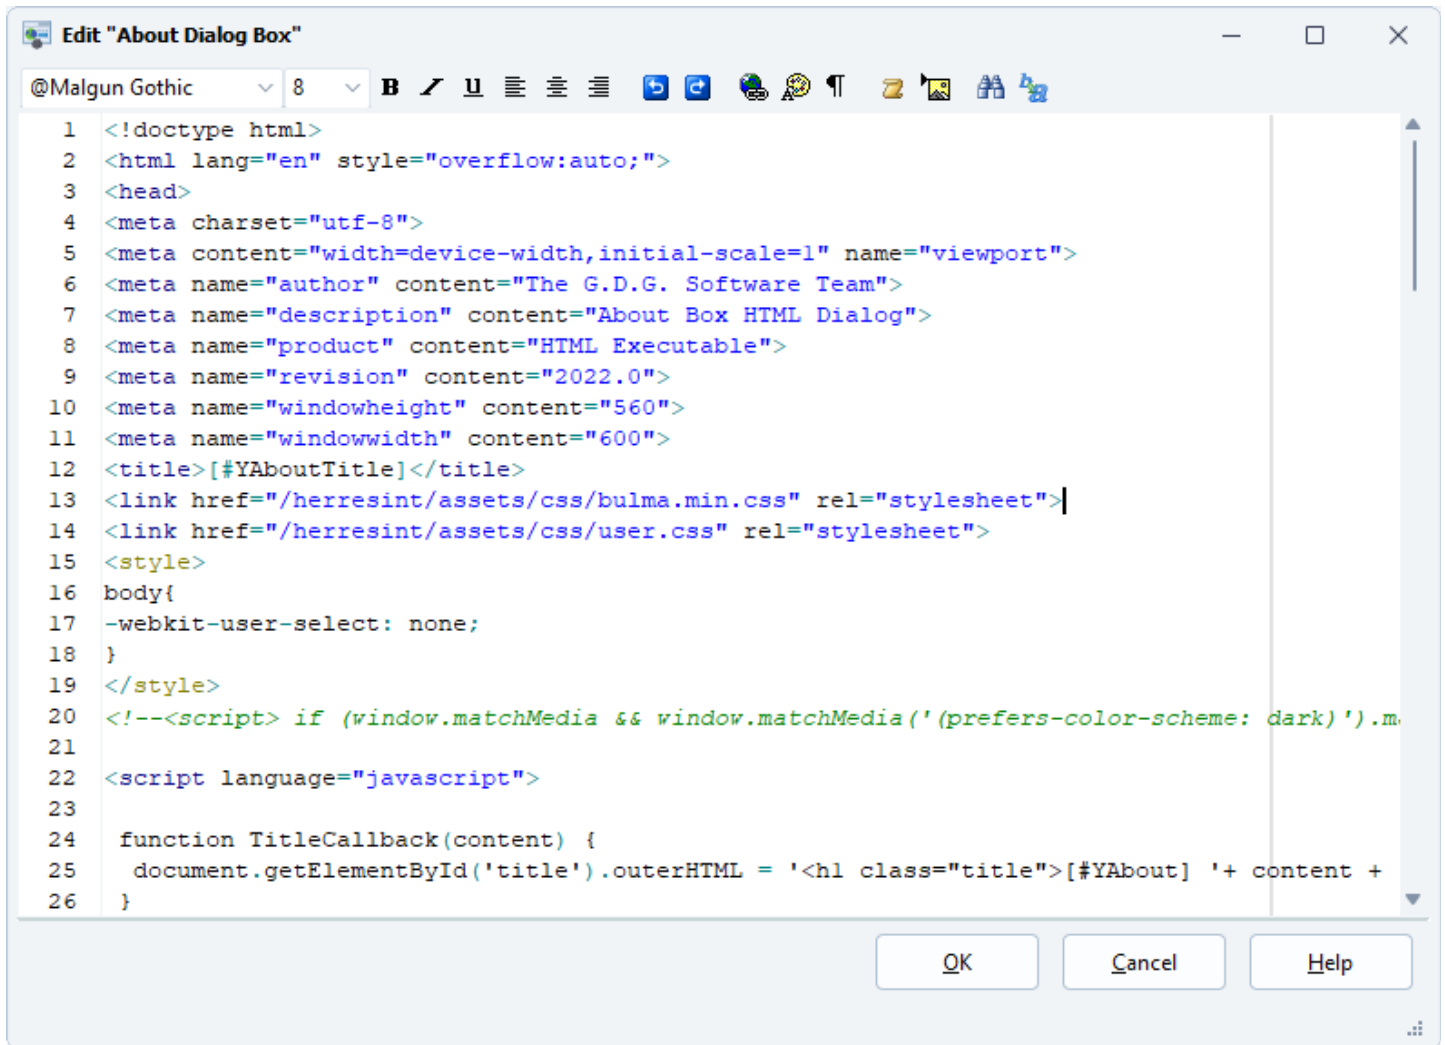 Edit "About Dialog Box"
@Malgun Gothic 8 B I U
1 <!doctype html>
2 <html lang="en" style="overflow:auto;">
3 <head>
4 <meta charset="utf-8">
5 <meta content="width=device-width,initial-scale=1" name="viewport">
6 <meta name="author" content="The G.D.G. Software Team">
7 <meta name="description" content="About Box HTML Dialog">
8 <meta name="product" content="HTML Executable">
9 <meta name="revision" content="2022.0">
10 <meta name="windowheight" content="560">
11 <meta name="windowwidth" content="600">
12 <title>[#YAboutTitle]</title>
13 <link href="/herresint/assets/css/bulma.min.css" rel="stylesheet">
14 <link href="/herresint/assets/css/user.css" rel="stylesheet">
15 <style>
16 body{
17 -webkit-user-select: none;
18 }
19 </style>
20 <!--<script> if (window.matchMedia && window.matchMedia('(prefers-color-scheme: dark)').m
21
22 <script language="javascript">
23
24 function TitleCallback(content) {
25 document.getElementById('title').outerHTML = '<h1 class="title">[#YAbout] '+ content +
26 }
OK Cancel Help